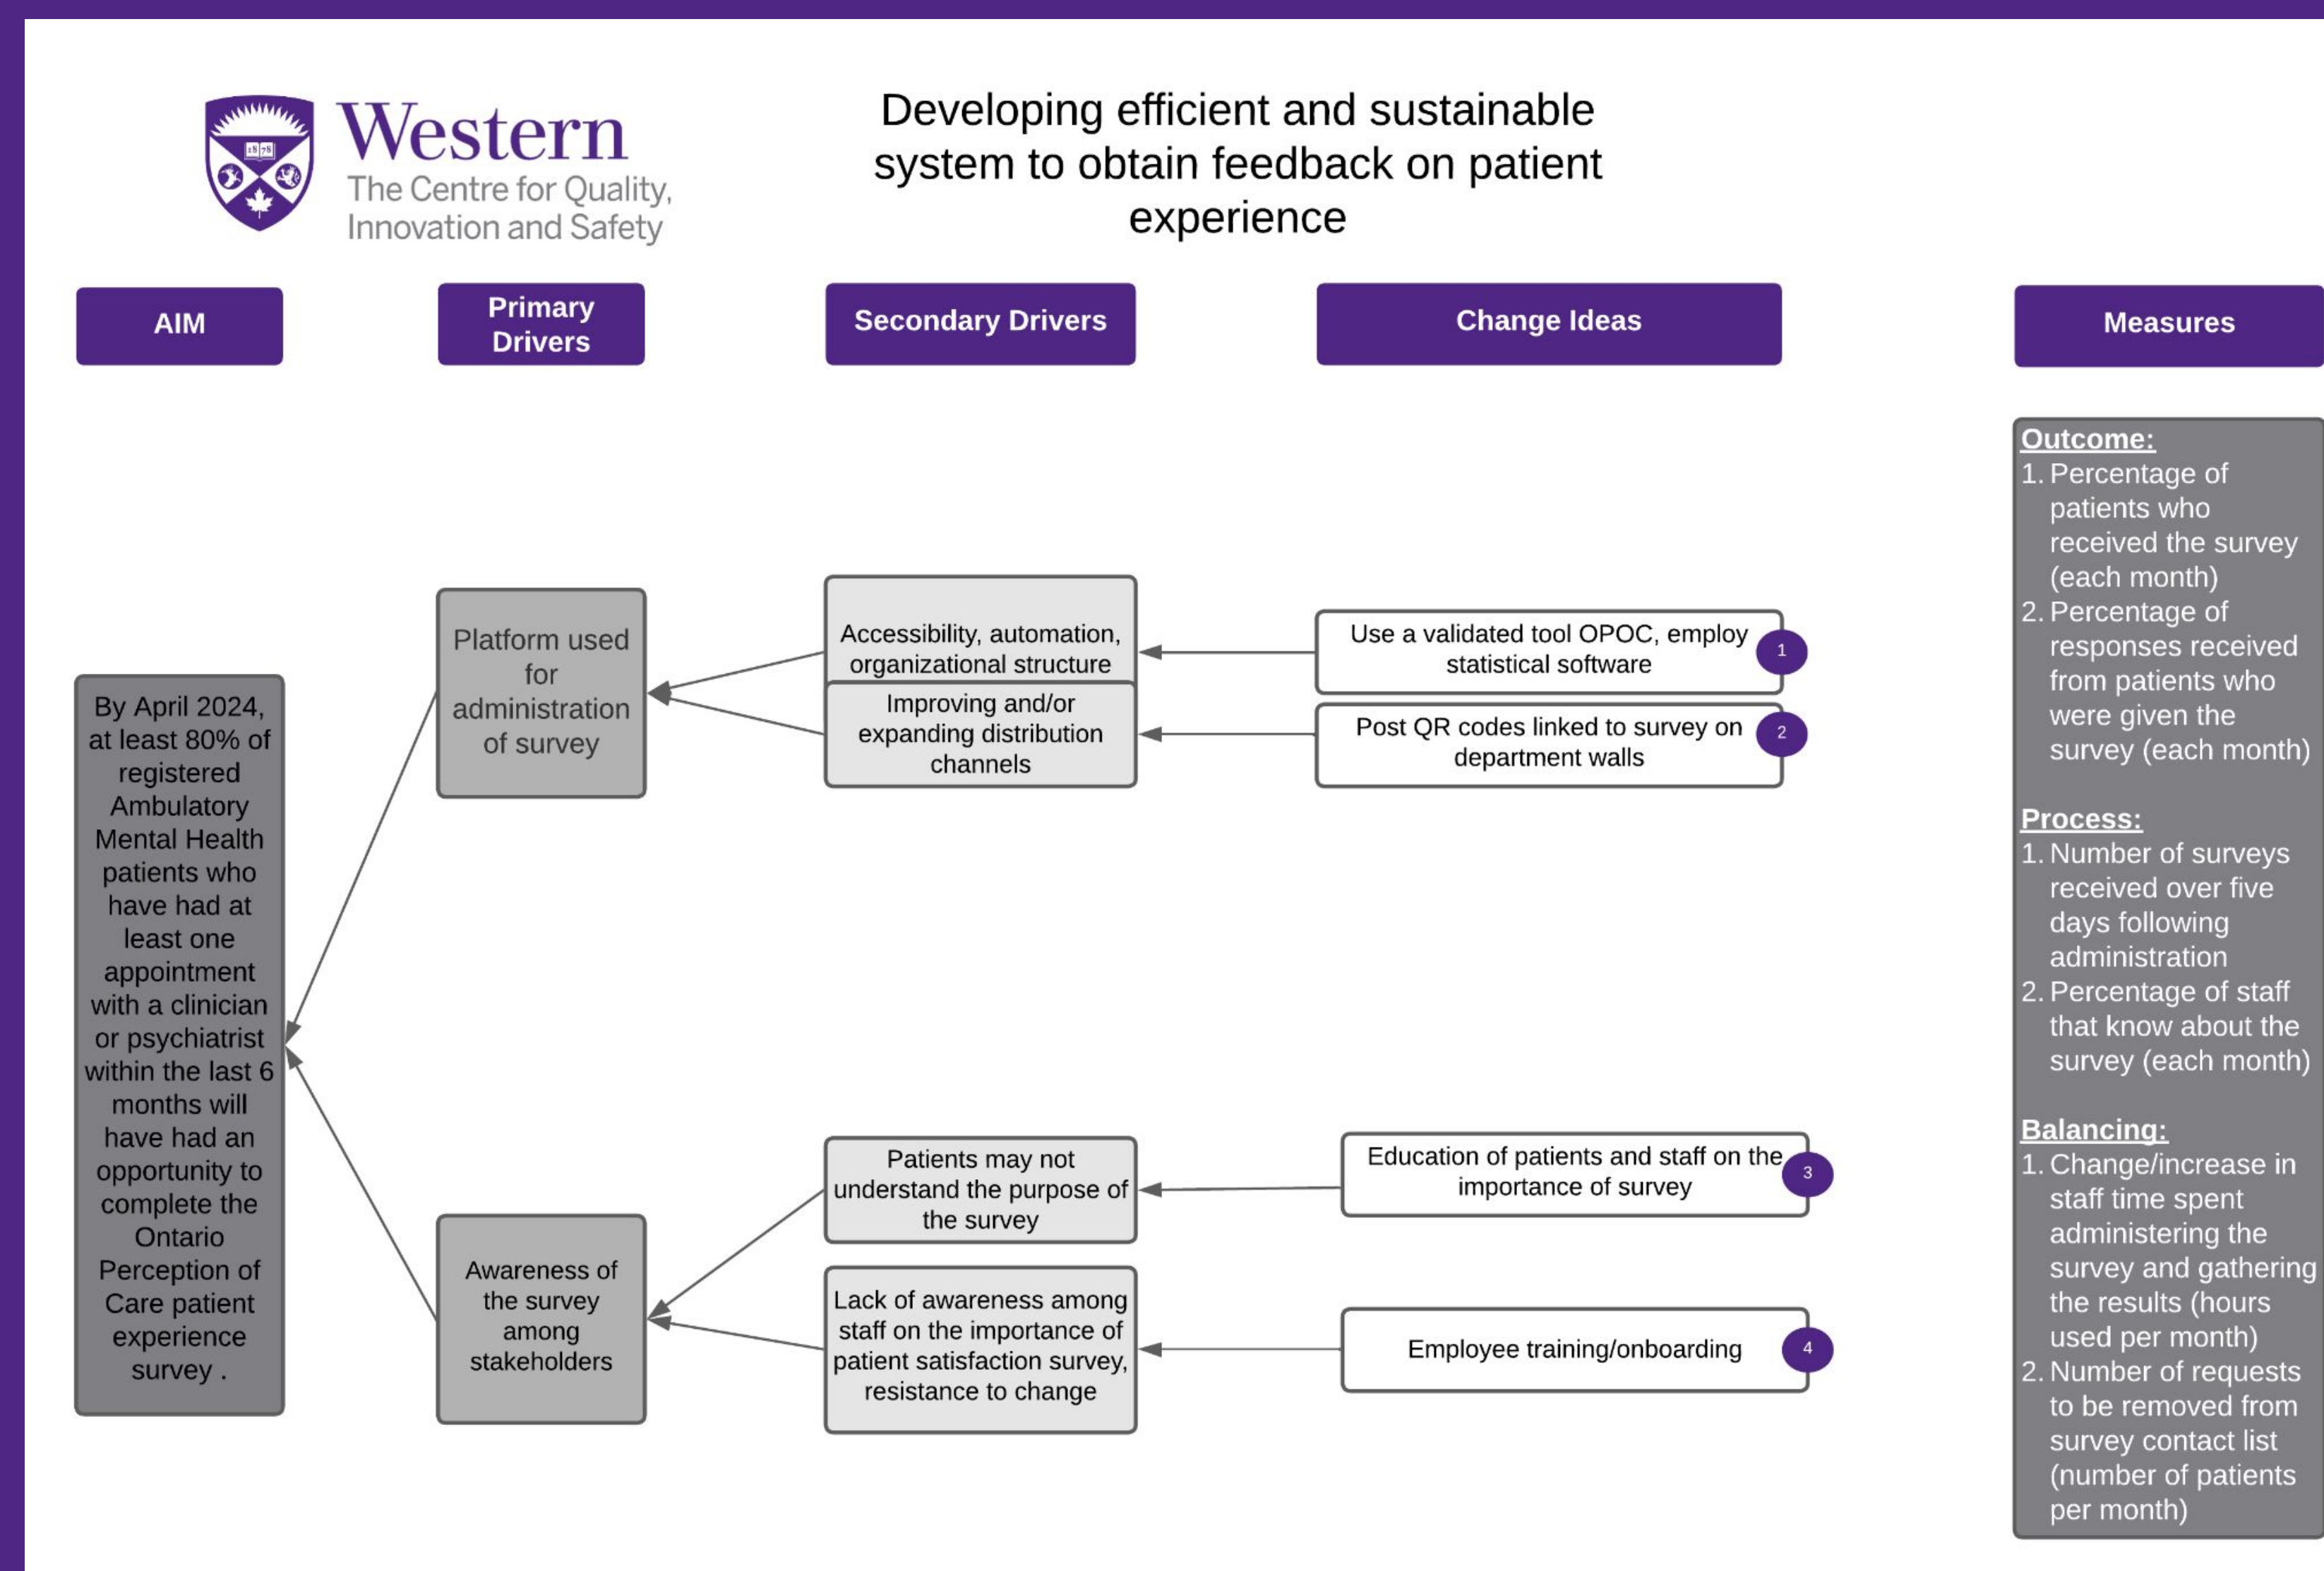 Western
The Centre for Quality,
Innovation and Safety
1878
Developing efficient and sustainable
system to obtain feedback on patient
experience
AIM
Primary
Drivers
Secondary Drivers
Change Ideas
Measures
By April 2024,
at least 80% of
registered
Ambulatory
Mental Health
patients who
have had at
least one
appointment
with a clinician
or psychiatrist
within the last 6
months will
have had an
opportunity to
complete the
Ontario
Perception of
Care patient
experience
survey .
Platform used
for
administration
of survey
Awareness of
the survey
among
stakeholders
Accessibility, automation,
organizational structure
Improving and/or
expanding distribution
channels
Patients may not
understand the purpose of
the survey
Lack of awareness among
staff on the importance of
patient satisfaction survey,
resistance to change
Use a validated tool OPOC, employ
statistical software
1
Post QR codes linked to survey on
department walls
2
Education of patients and staff on the
importance of survey
3
Employee training/onboarding
4
Outcome:
1. Percentage of
patients who
received the survey
(each month)
2. Percentage of
responses received
from patients who
were given the
survey (each month)
Process:
1. Number of surveys
received over five
days following
administration
2. Percentage of staff
that know about the
survey (each month)
Balancing:
1. Change/increase in
staff time spent
administering the
survey and gathering
the results (hours
used per month)
2. Number of requests
to be removed from
survey contact list
(number of patients
per month)